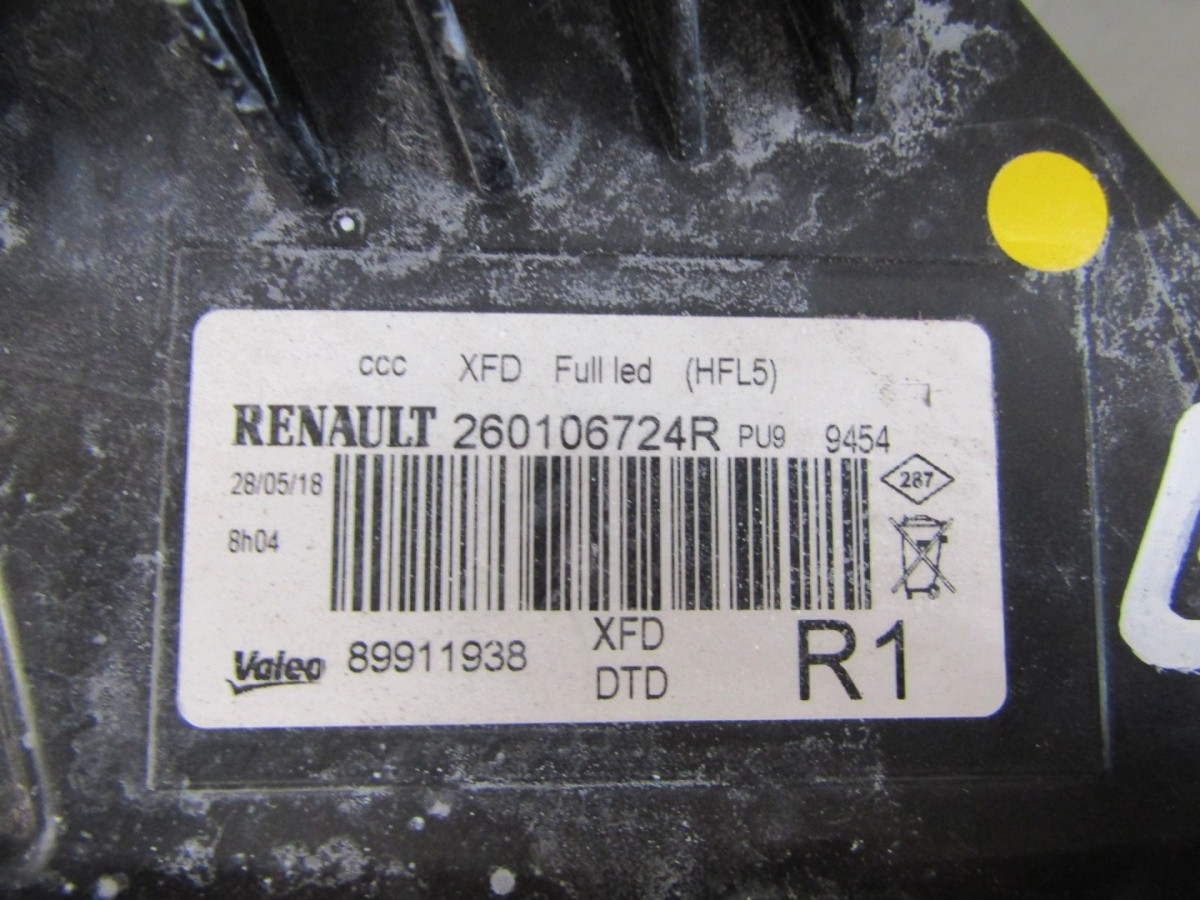 ccc XFD Full led (HFL5)
RENAULT 260106724R PU9 9454
28/05/18
287
8h04
XFD
Valeo 89911938
DTD
R1